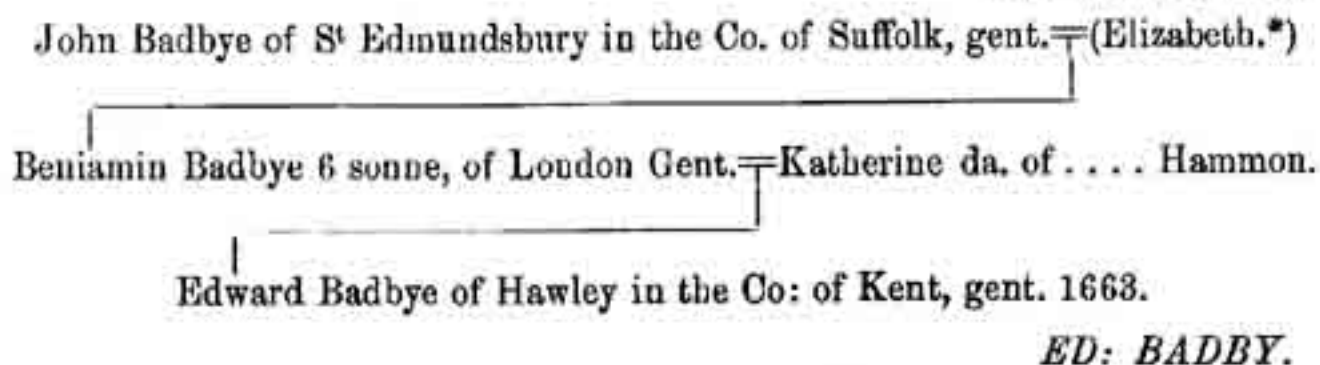 John Badbye of St Edmundsbury in the Co. of Suffolk, gent.=(Elizabeth.*)
Beniamin Badbye 6 sonne, of London Gent.=Katherine da. of . . . . Hammon.
Edward Badbye of Hawley in the Co: of Kent, gent. 1663.
ED: BADBY.